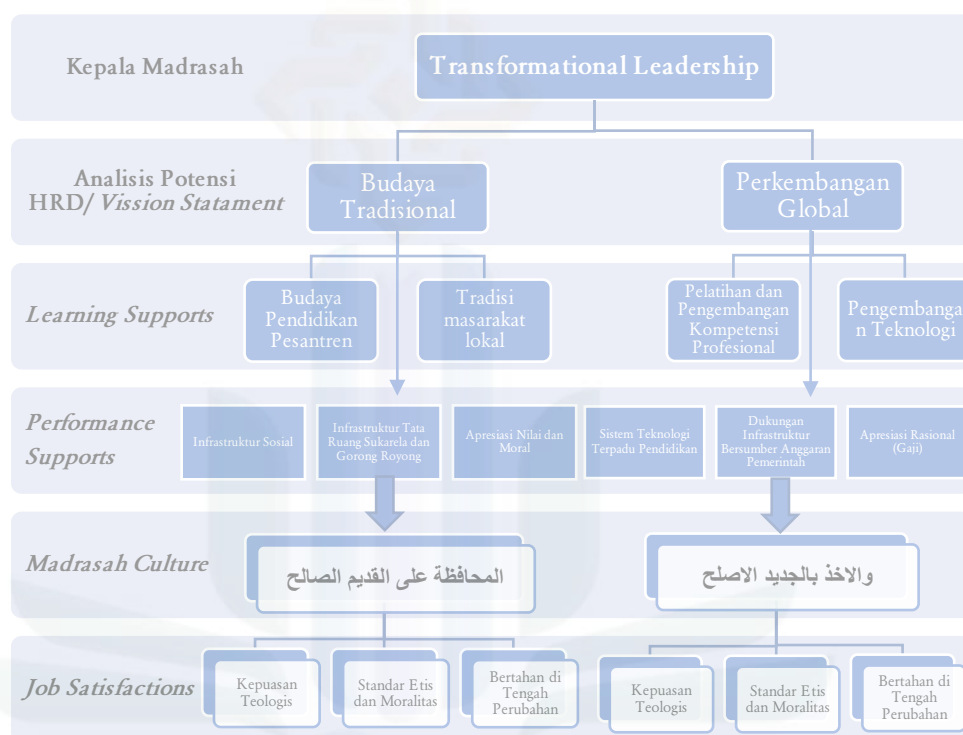 Kepala Madrasah
Transformational Leadership
Analisis Potensi
HRD/ Vission Statament
Budaya
Tradisional
Perkembangan
Global
Learning Supports
Budaya
Pendidikan
Pesantren
Tradisi
masarakat
lokal
Pelatihan dan
Pengembangan
Kompetensi
Profesional
Pengembanga
n Teknologi
Performance
Supports
Infrastruktur Sosial
Infrastruktur Tata
Ruang Sukarela dan
Gorong Royong
Apresiasi Nilai dan
Moral
Sistem Teknologi
Terpadu Pendidikan
Dukungan
Infrastruktur
Bersumber Anggaran
Pemerintah
Apresiasi Rasional
(Gaji)
Madrasah Culture
المحافظة على القديم الصالح
والاخذ بالجديد الاصلح
Job Satisfactions
Kepuasan
Teologis
Standar Etis
dan Moralitas
Bertahan di
Tengah
Perubahan
Kepuasan
Teologis
Standar Etis
dan Moralitas
Bertahan di
Tengah
Perubahan